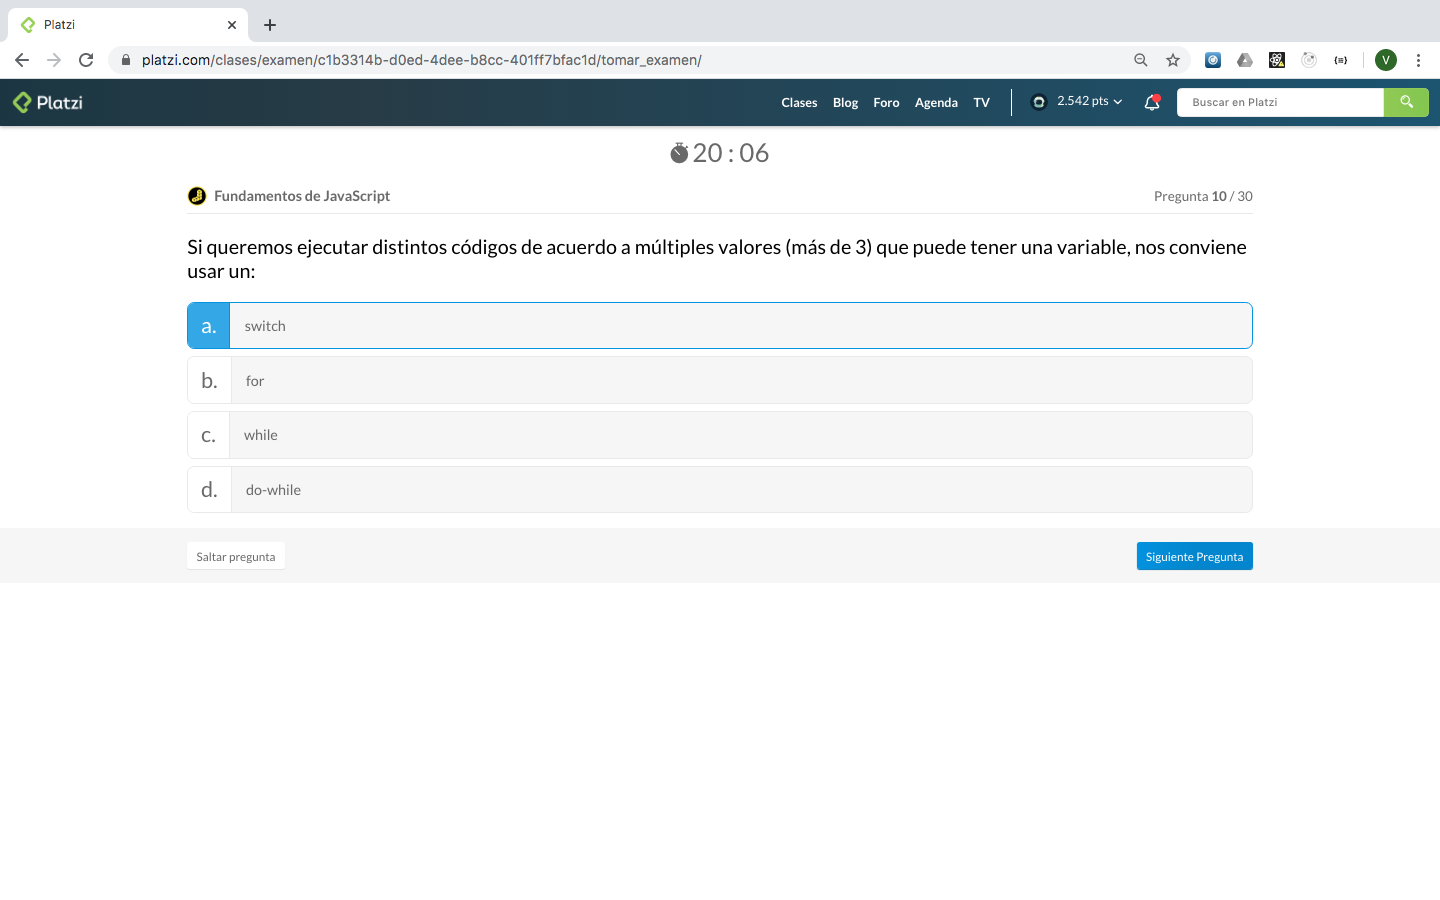 Platzi
platzi.com/clases/examen/c1b3314b-d0ed-4dee-b8cc-401ff7bfac1d/tomar_examen/
V
Platzi
Clases
Blog
Foro
Agenda
TV
2.542 pts
Buscar en Platzi
20 : 06
Fundamentos de JavaScript
Pregunta 10 / 30
Si queremos ejecutar distintos códigos de acuerdo a múltiples valores (más de 3) que puede tener una variable, nos conviene
usar un:
a. switch
b. for
c. while
d. do-while
Saltar pregunta
Siguiente Pregunta